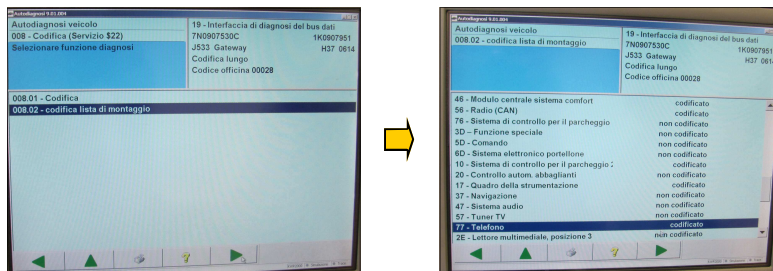 Autodiagnosi 9.01.004
Autodiagnosi veicolo
008 - Codifica (Servizio $22)
Selezionare funzione diagnosi
19 - Interfaccia di diagnosi del bus dati
7N0907530C 1K0907951
J533 Gateway H37 0614
Codifica lungo
Codice officina 00028
008.01 - Codifica
008.02 - codifica lista di montaggio
Autodiagnosi 9.01.004
Autodiagnosi veicolo
008.02 - codifica lista di montaggio
19 - Interfaccia di diagnosi del bus dati
7N0907530C 1K0907951
J533 Gateway H37 061
Codifica lungo
Codice officina 00028
46 - Modulo centrale sistema comfort codificato
56 - Radio (CAN) codificato
76 - Sistema di controllo per il parcheggio non codificato
3D – Funzione speciale non codificato
5D - Comando non codificato
6D - Sistema elettronico portellone non codificato
10 - Sistema di controllo per il parcheggio 2 codificato
20 - Controllo autom. abbaglianti non codificato
17 - Quadro della strumentazione codificato
37 - Navigazione non codificato
47 - Sistema audio non codificato
57 - Tuner TV non codificato
77 - Telefono codificato
2E - Lettore multimediale, posizione 3 non codificato